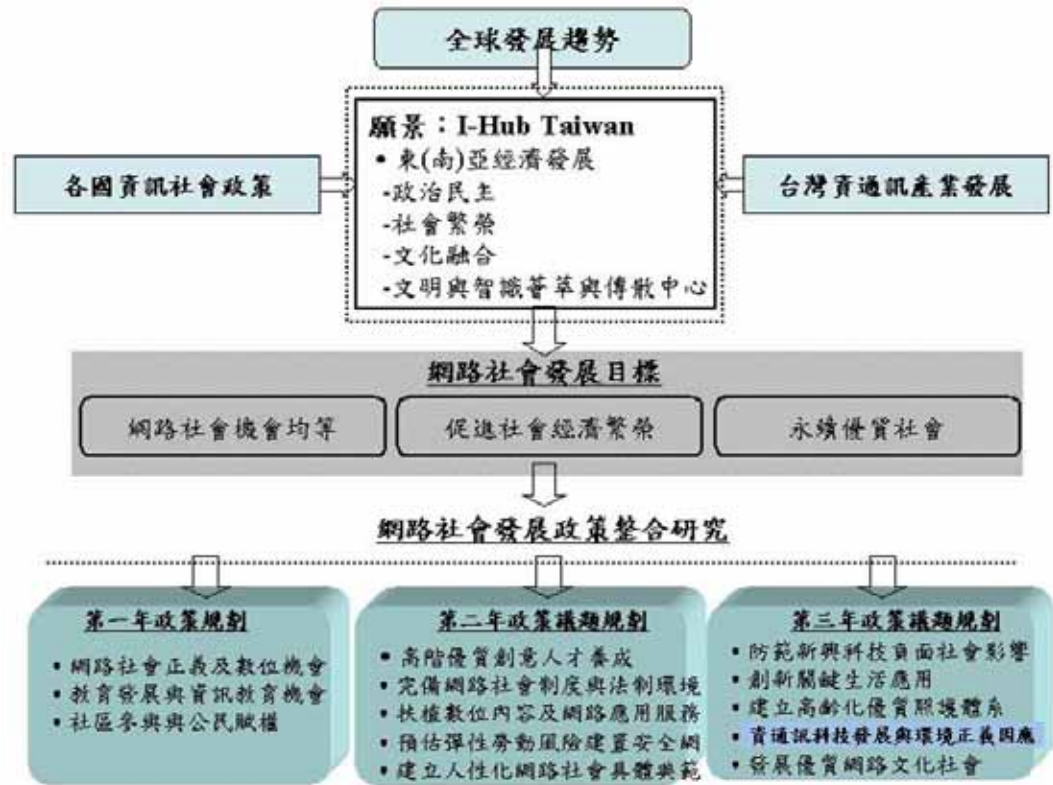 全球發展趨勢
願景：I-Hub Taiwan
• 東(南)亞經濟發展
-政治民主
-社會繁榮
-文化融合
-文明與智識薈萃與傳散中心
各國資訊社會政策
台灣資通訊產業發展
網路社會發展目標
網路社會機會均等
促進社會經濟繁榮
永續優質社會
網路社會發展政策整合研究
第一年政策規劃
• 網路社會正義及數位機會
• 教育發展與資訊教育機會
• 社區參與與公民賦權
第二年政策議題規劃
• 高階優質創意人才養成
• 完備網路社會制度與法制環境
• 扶植數位內容及網路應用服務
• 預估彈性勞動風險建置安全網
• 建立人性化網路社會具體典範
第三年政策議題規劃
• 防範新興科技負面社會影響
• 創新關鍵生活應用
• 建立高齡化優質照護體系
• 資通訊科技發展與環境正義因應
• 發展優質網路文化社會